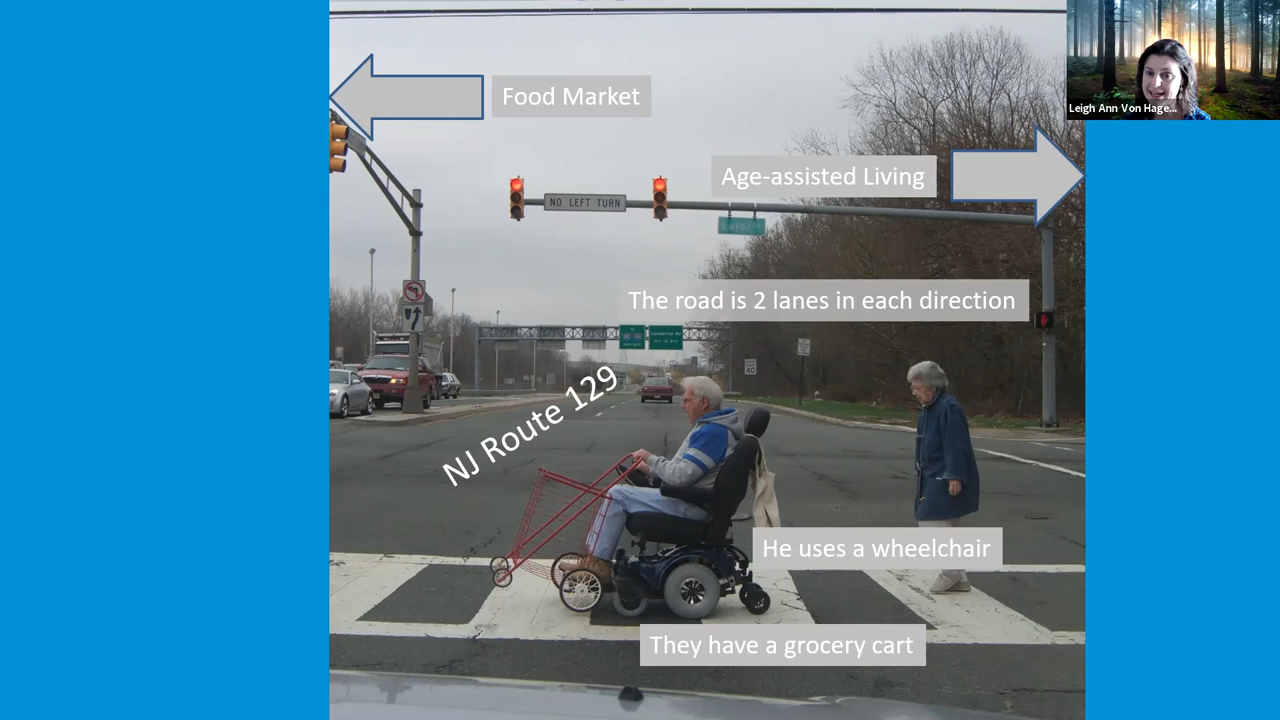 Leigh Ann Von Hage...
Food Market
Age-assisted Living
NO LEFT TURN
The road is 2 lanes in each direction
40
NJ Route 129
He uses a wheelchair
They have a grocery cart